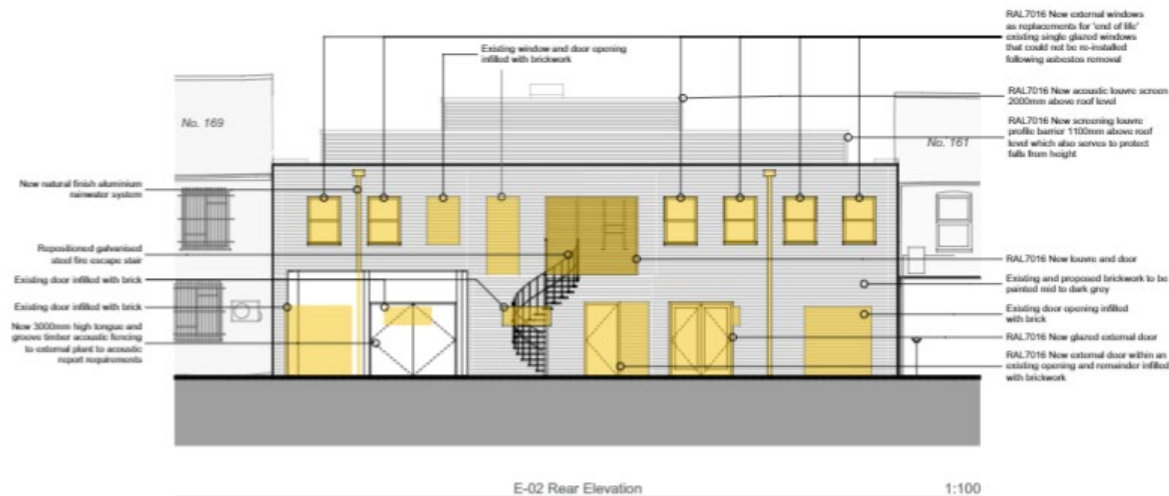 RAL7016 New external windows
as replacements for 'end of life'
existing single glazed windows
that could not be re-installed
following asbestos removal
Existing window and door opening
infilled with brickwork
RAL7016 New acoustic louvre screen
2000mm above roof level
RAL7016 New screening louvre
profile barrier 1100mm above roof
level which also serves to protect
falls from height
No. 169
No. 161
New natural finish aluminium
rainwater system
Repositioned galvanised
steel fire escape stair
Existing door infilled with brick
Existing door infilled with brick
New 3000mm high tongue and
groove timber acoustic fencing
to external plant to acoustic
report requirements
RAL7016 New louvre and door
Existing and proposed brickwork to be
painted mid to dark grey
Existing door opening infilled
with brick
RAL7016 New glazed external door
RAL7016 New external door within an
existing opening and remainder infilled
with brickwork
E-02 Rear Elevation
1:100